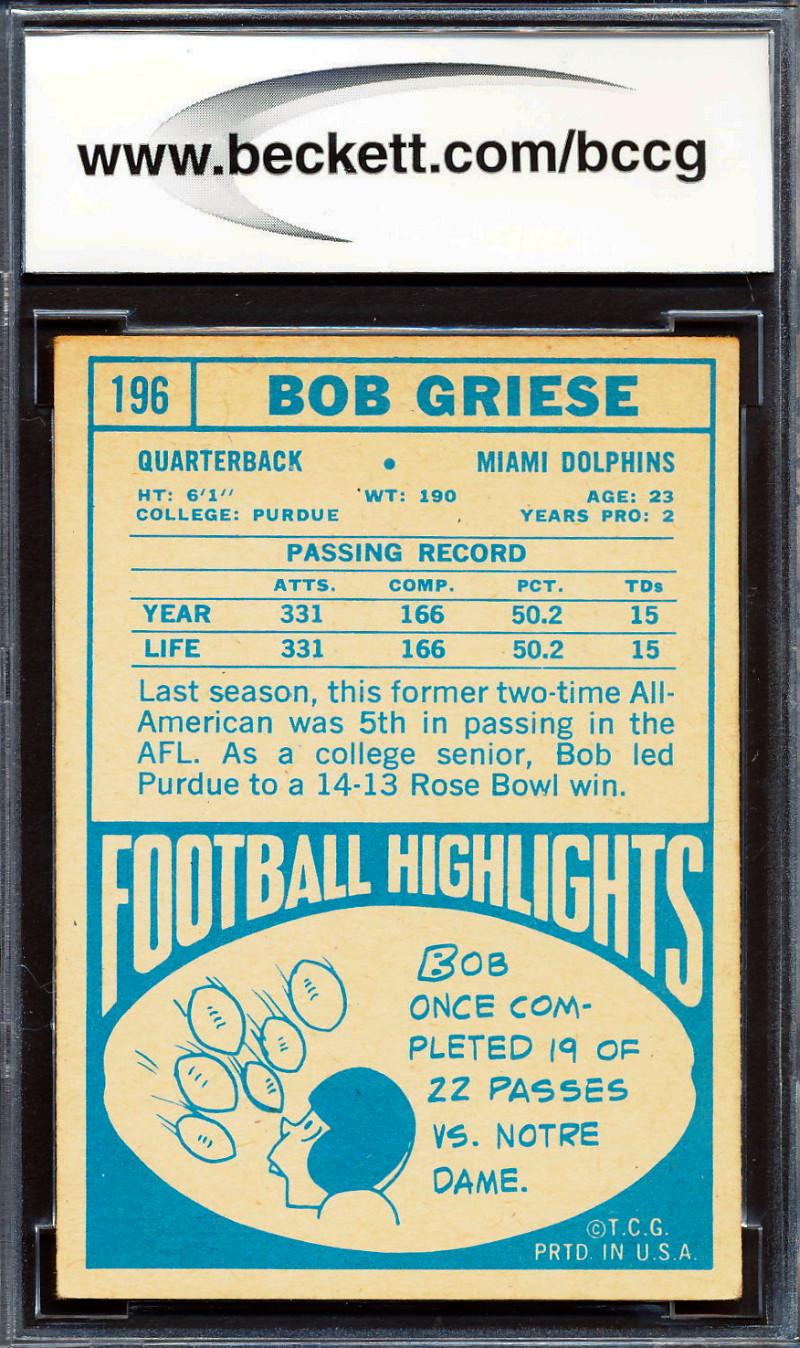 www.beckett.com/bccg
196 BOB GRIESE
QUARTERBACK • MIAMI DOLPHINS
HT: 6'1'' WT: 190 AGE: 23
COLLEGE: PURDUE YEARS PRO: 2
PASSING RECORD
ATTS. COMP. PCT. TDs
YEAR 331 166 50.2 15
LIFE 331 166 50.2 15
Last season, this former two-time All-
American was 5th in passing in the
AFL. As a college senior, Bob led
Purdue to a 14-13 Rose Bowl win.
FOOTBALL HIGHLIGHTS
BOB
ONCE COM-
PLETED 19 OF
22 PASSES
VS. NOTRE
DAME.
©T.C.G.
PRTD. IN U.S.A.